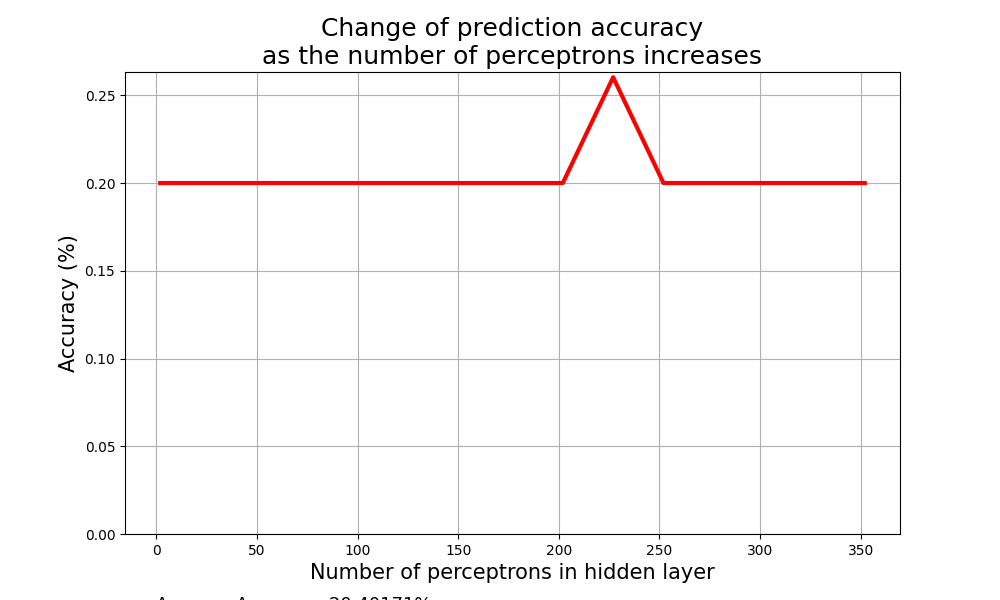 Change of prediction accuracy
as the number of perceptrons increases
Accuracy (%)
0.25
0.20
0.15
0.10
0.05
0.00
0 50 100 150 200 250 300 350
Number of perceptrons in hidden layer